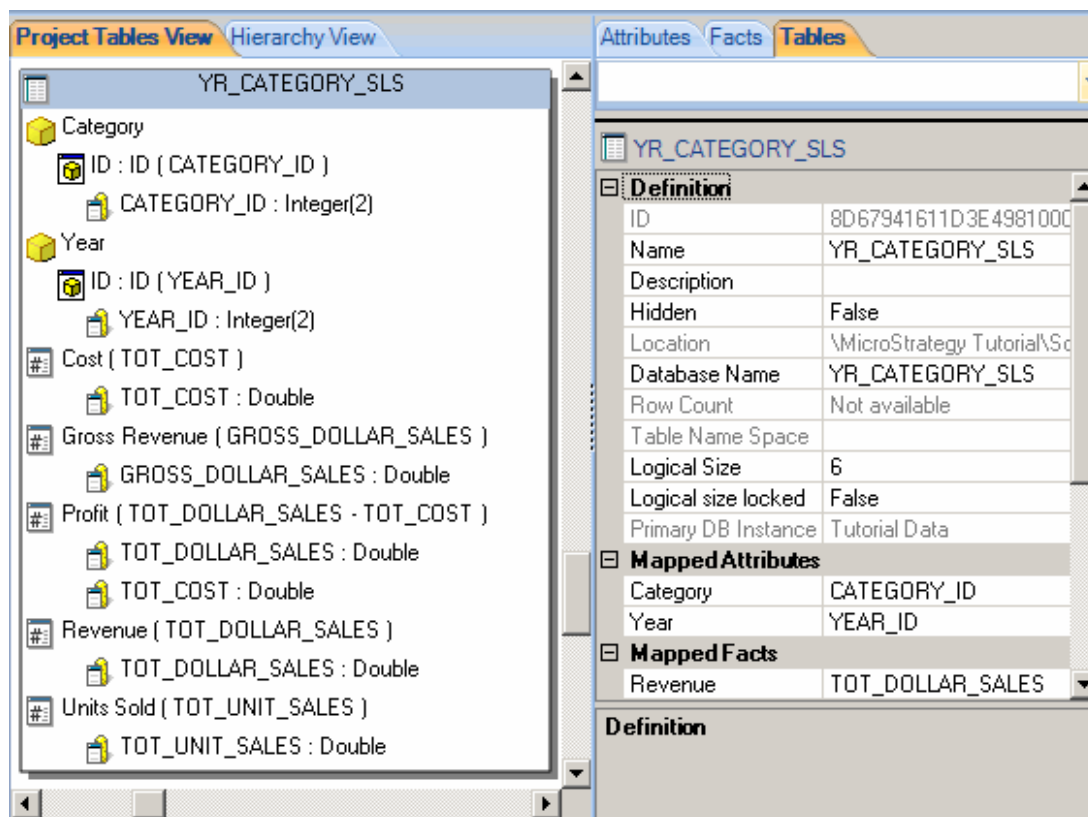 Project Tables View Hierarchy View
YR_CATEGORY_SLS
Category
ID : ID ( CATEGORY_ID )
CATEGORY_ID : Integer(2)
Year
ID : ID ( YEAR_ID )
YEAR_ID : Integer(2)
Cost ( TOT_COST )
TOT_COST : Double
Gross Revenue ( GROSS_DOLLAR_SALES )
GROSS_DOLLAR_SALES : Double
Profit ( TOT_DOLLAR_SALES - TOT_COST )
TOT_DOLLAR_SALES : Double
TOT_COST : Double
Revenue ( TOT_DOLLAR_SALES )
TOT_DOLLAR_SALES : Double
Units Sold ( TOT_UNIT_SALES )
TOT_UNIT_SALES : Double
Attributes Facts Tables
YR_CATEGORY_SLS
Definition
ID 8D67941611D3E4981000
Name YR_CATEGORY_SLS
Description
Hidden False
Location \MicroStrategy Tutorial\Sc
Database Name YR_CATEGORY_SLS
Row Count Not available
Table Name Space
Logical Size 6
Logical size locked False
Primary DB Instance Tutorial Data
Mapped Attributes
Category CATEGORY_ID
Year YEAR_ID
Mapped Facts
Revenue TOT_DOLLAR_SALES
Definition